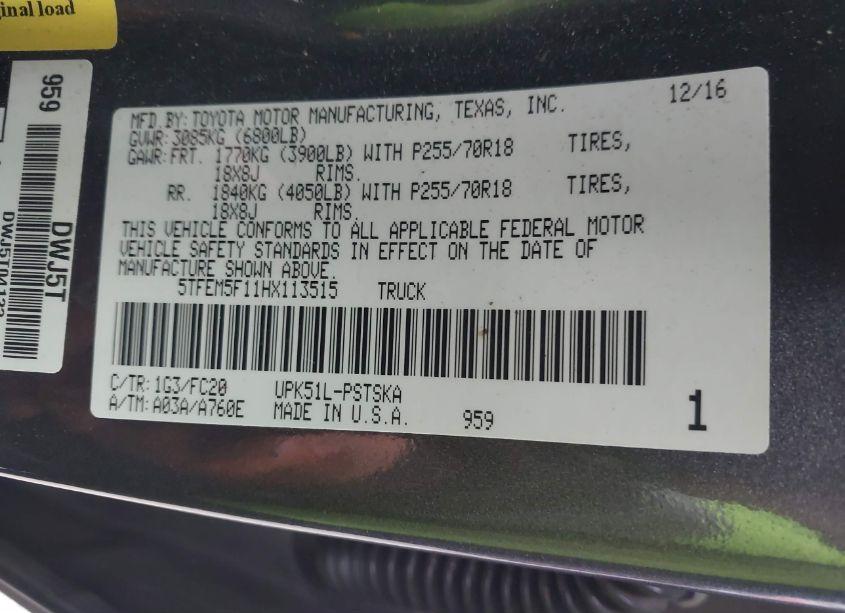 ginal load
959
DWJ5T
MFD BY: TOYOTA MOTOR MANUFACTURING, TEXAS, INC. 12/16
GVWR: 3085KG (6800LB)
GAWR: FRT. 1770KG (3900LB) WITH P255/70R18 TIRES,
18X8J RIMS.
RR. 1840KG (4050LB) WITH P255/70R18 TIRES,
18X8J RIMS.
THIS VEHICLE CONFORMS TO ALL APPLICABLE FEDERAL MOTOR
VEHICLE SAFETY STANDARDS IN EFFECT ON THE DATE OF
MANUFACTURE SHOWN ABOVE.
5TFEM5F11HX113515 TRUCK
C/TR: 1G3/FC20 UPK51L-PSTSKA
A/TM: A03A/A760E MADE IN U.S.A. 959 1